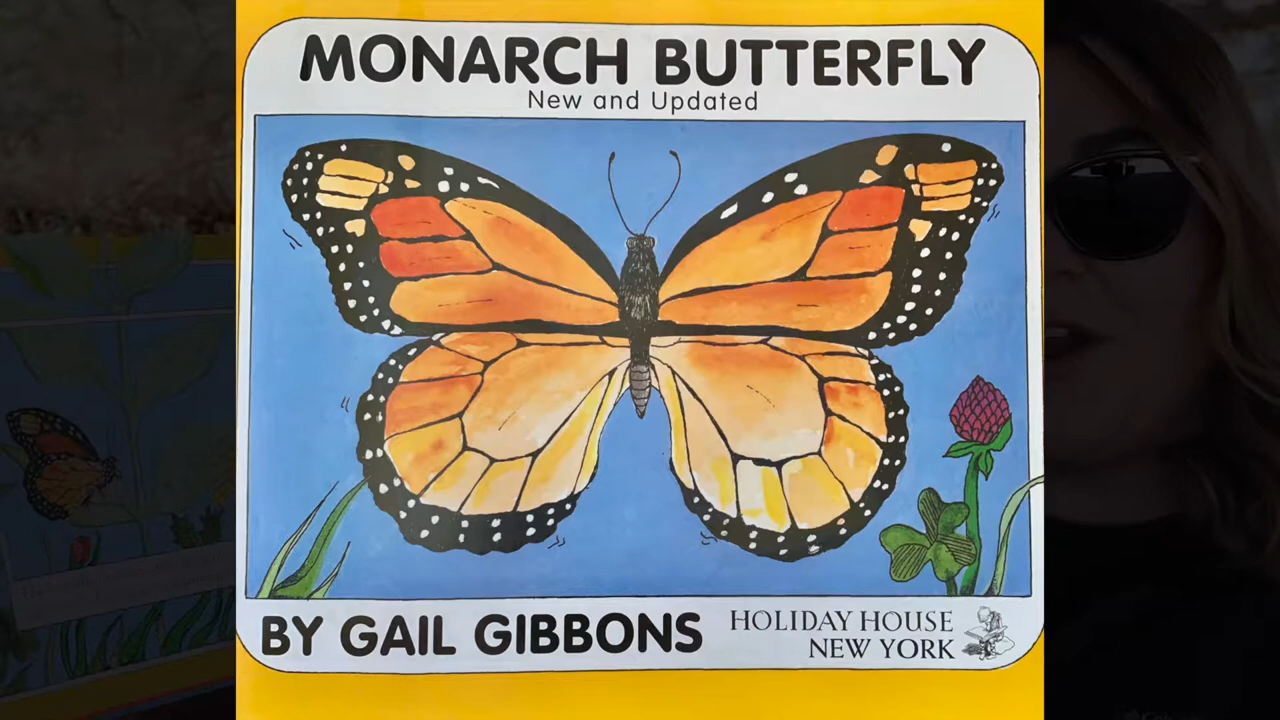 MONARCH BUTTERFLY
New and Updated
BY GAIL GIBBONS
HOLIDAY HOUSE
NEW YORK